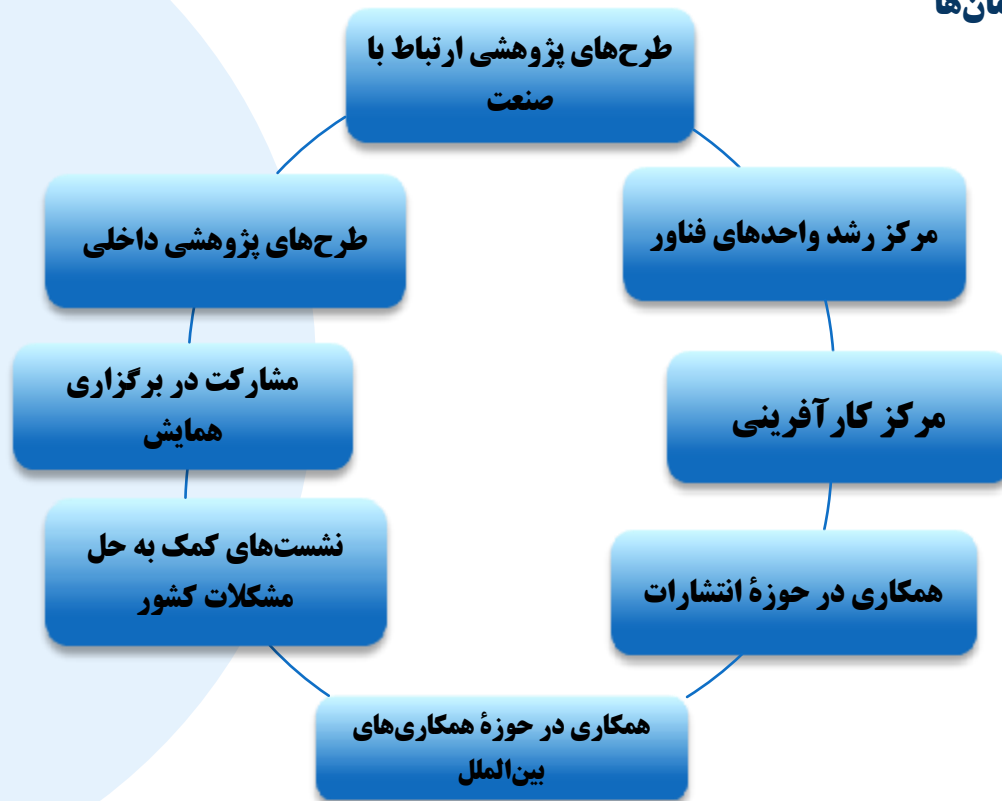 طرح‌های پژوهشی ارتباط با
صنعت
مرکز رشد واحدهای فناور
مرکز کارآفرینی
همکاری در حوزهٔ انتشارات
همکاری در حوزهٔ همکاری‌های
بین‌الملل
نشست‌های کمک به حل
مشکلات کشور
مشارکت در برگزاری
همایش
طرح‌های پژوهشی داخلی